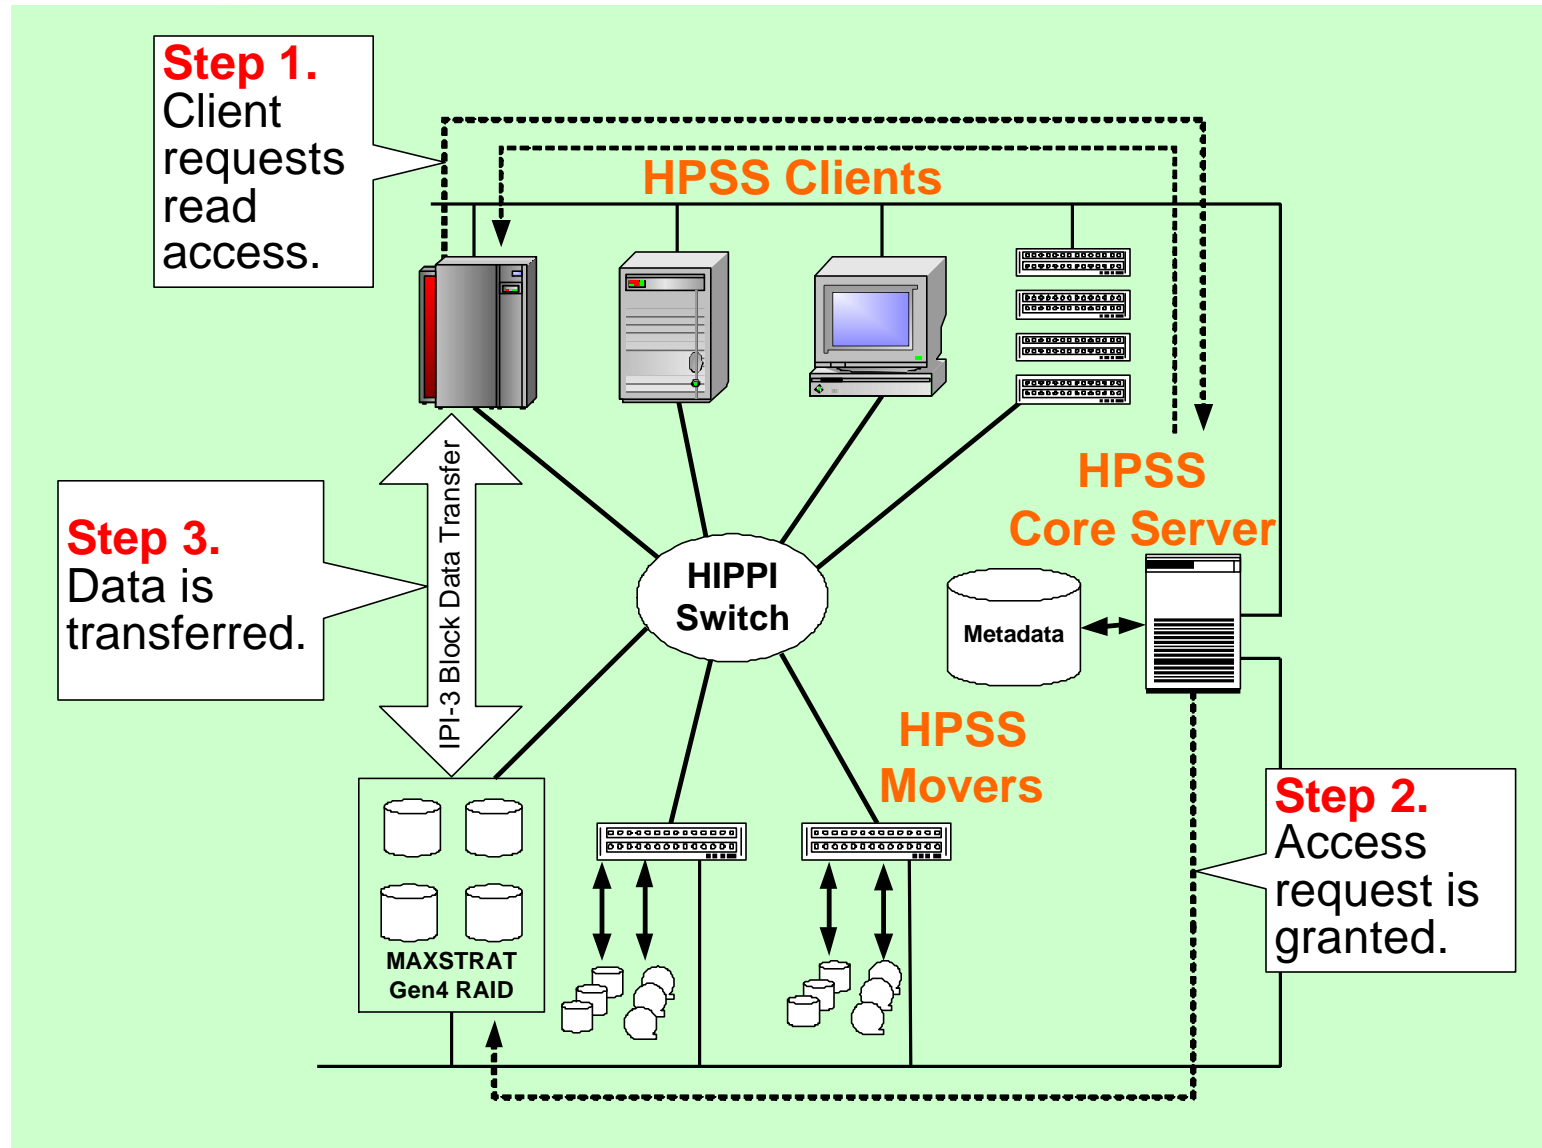 Step 1.
Client
requests
read
access.
HPSS Clients
HPSS
Core Server
Step 3.
Data is
transferred.
IPI-3 Block Data Transfer
HIPPI
Switch
Metadata
HPSS
Movers
Step 2.
Access
request is
granted.
MAXSTRAT
Gen4 RAID